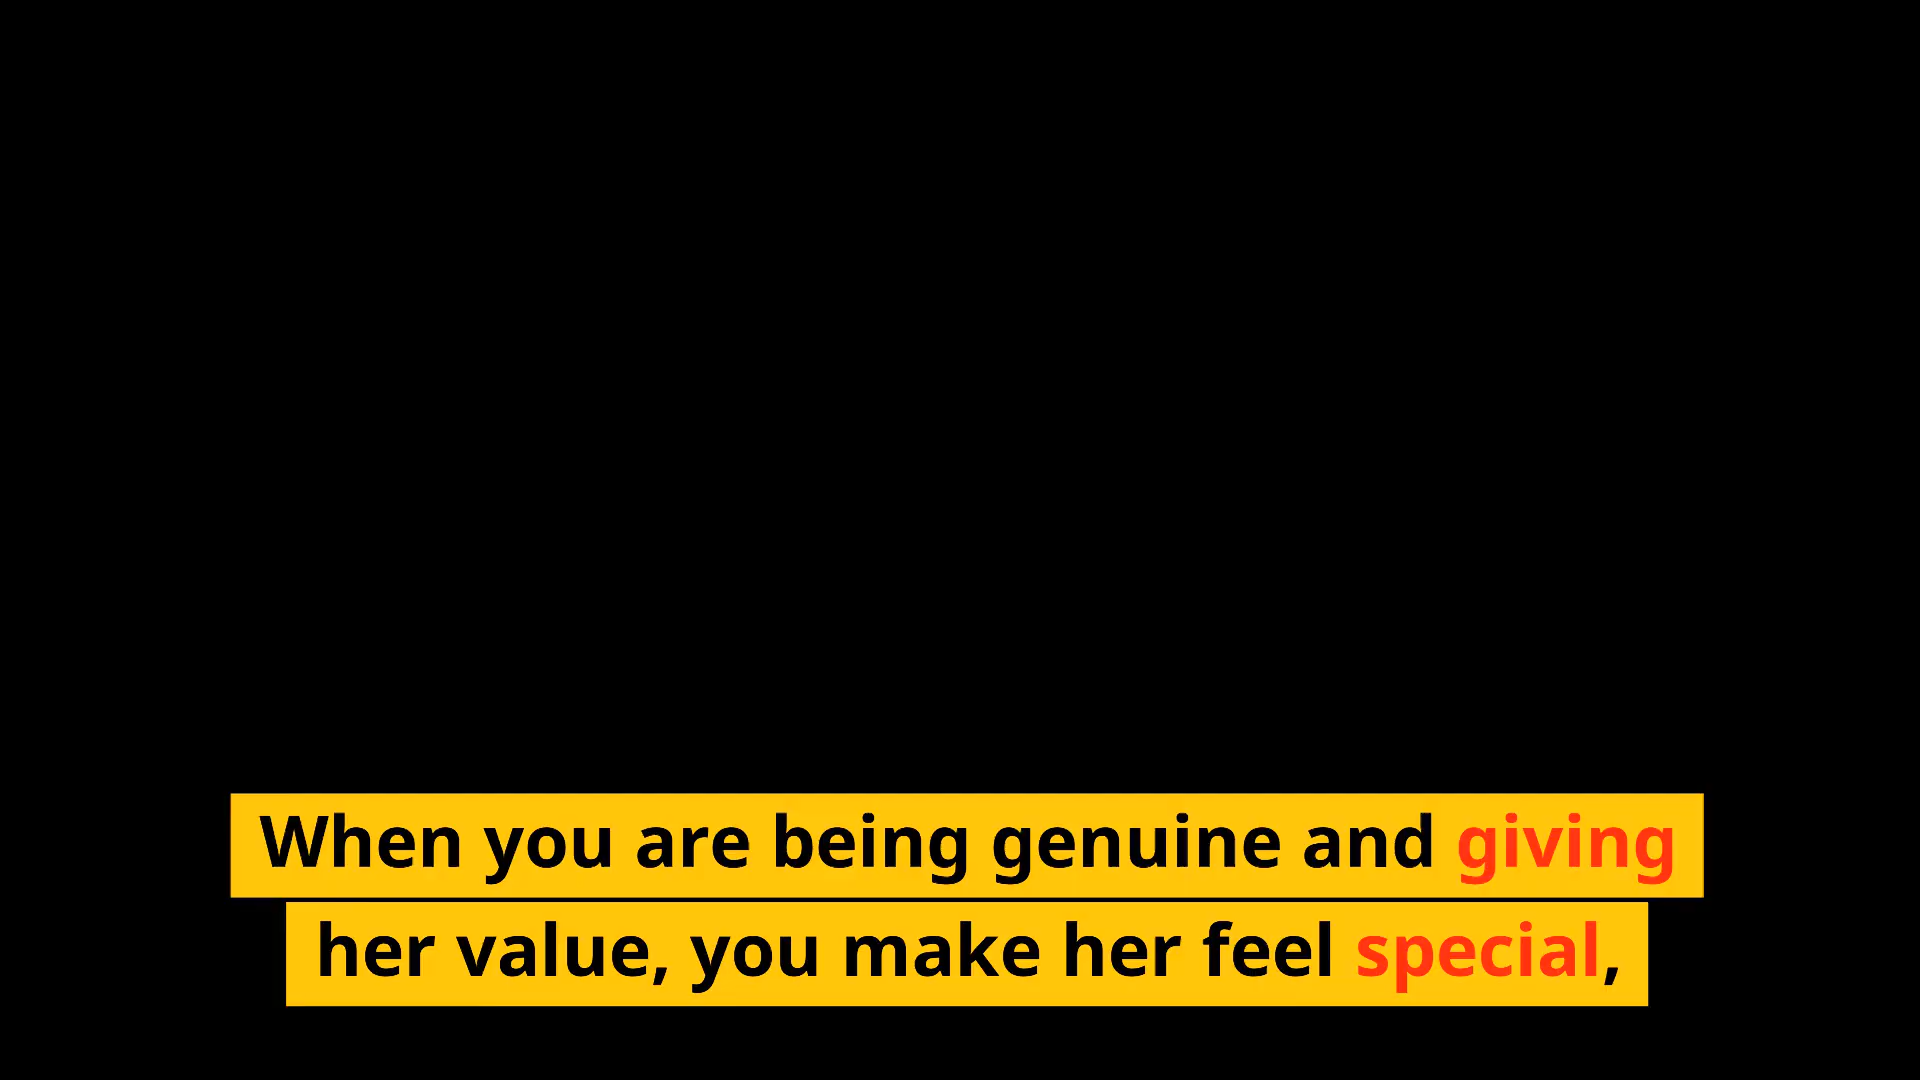 When you are being genuine and giving
her value, you make her feel special,